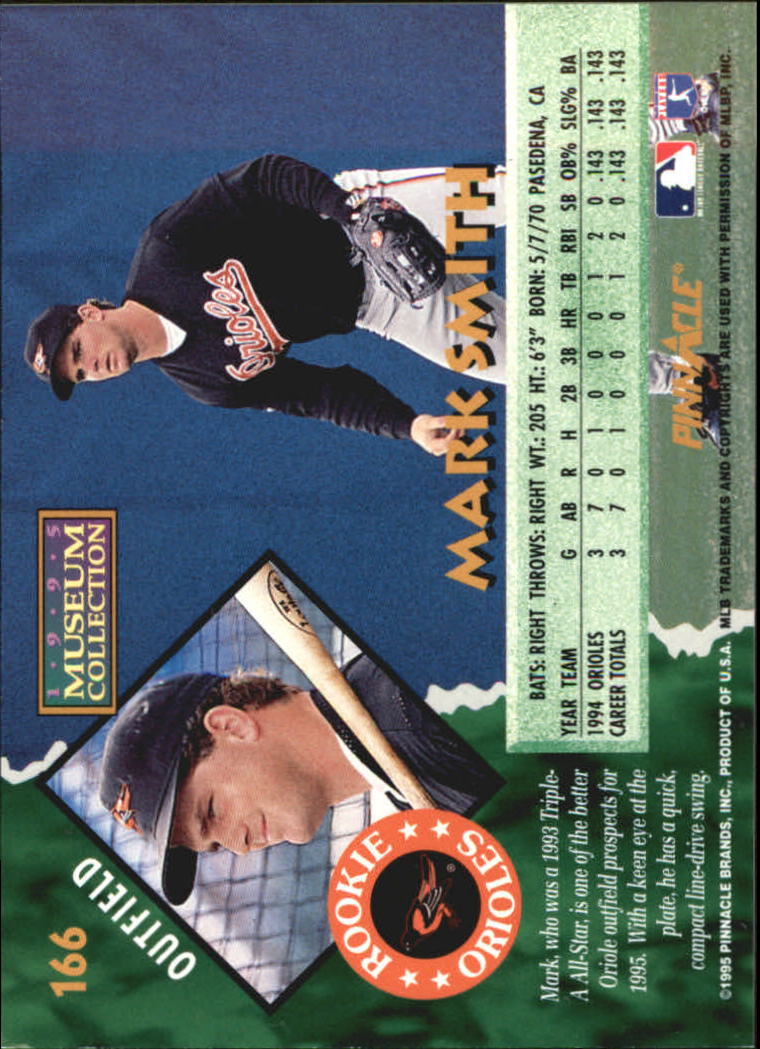 166
OUTFIELD
1·9·9·5
MUSEUM
COLLECTION
Orioles
MARK SMITH
ROOKIE
ORIOLES
BATS: RIGHT THROWS: RIGHT WT.: 205 HT.: 6'3" BORN: 5/7/70 PASEDENA, CA
YEAR TEAM G AB R H 2B 3B HR TB RBI SB OB% SLG% BA
1994 ORIOLES 3 7 0 1 0 0 0 1 2 0 .143 .143 .143
CAREER TOTALS 3 7 0 1 0 0 0 1 2 0 .143 .143 .143
Mark, who was a 1993 Triple-
A All-Star, is one of the better
Oriole outfield prospects for
1995. With a keen eye at the
plate, he has a quick,
compact line-drive swing.
PINNACLE®
©1995 PINNACLE BRANDS, INC., PRODUCT OF U.S.A. MLB TRADEMARKS AND COPYRIGHTS ARE USED WITH PERMISSION OF MLBP, INC.